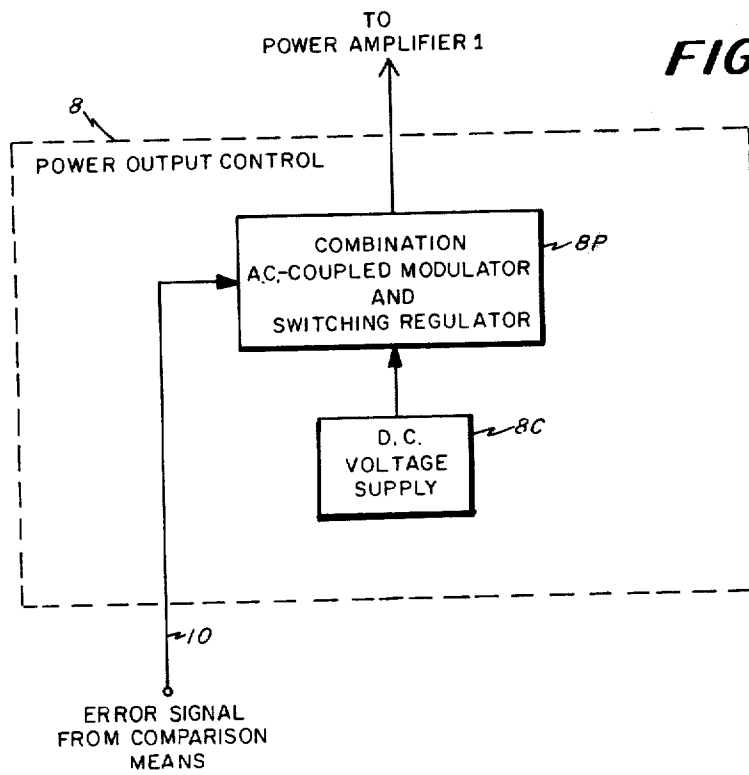 TO
POWER AMPLIFIER 1
FIG
8
POWER OUTPUT CONTROL
COMBINATION
A.C.-COUPLED MODULATOR
AND
SWITCHING REGULATOR
8P
D.C.
VOLTAGE
SUPPLY
8C
10
ERROR SIGNAL
FROM COMPARISON
MEANS